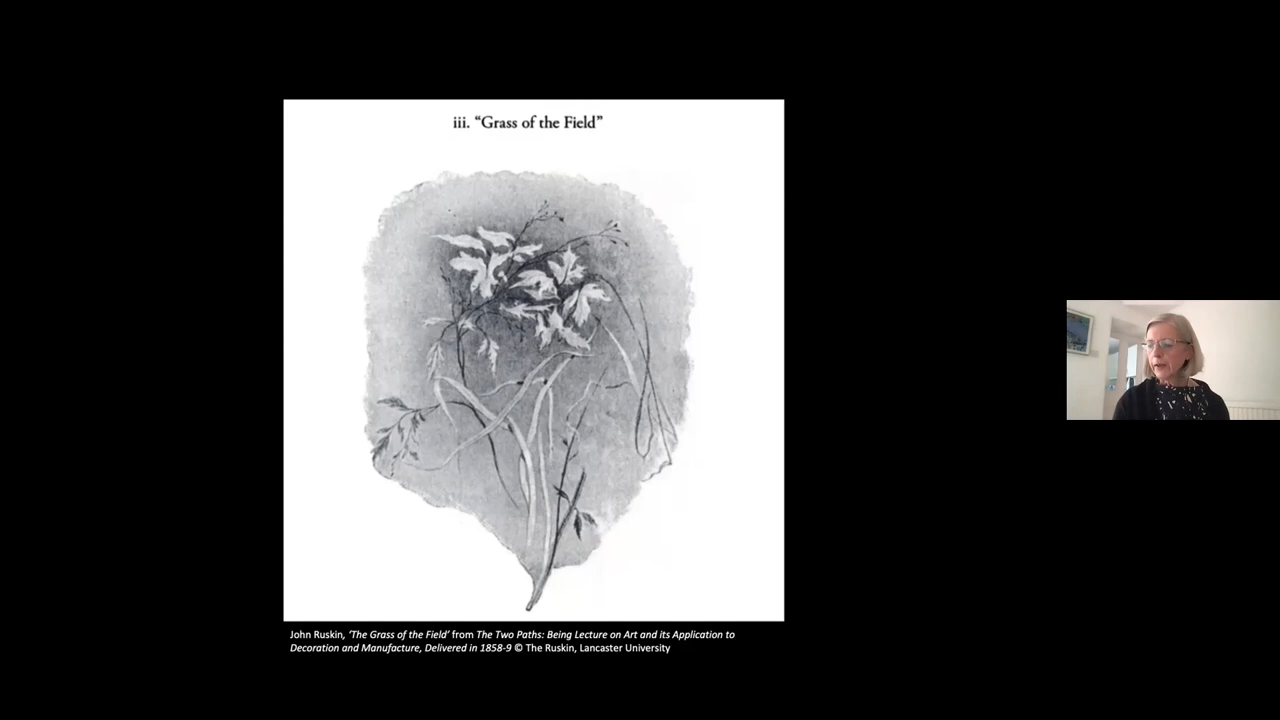 iii. “Grass of the Field”
John Ruskin, ‘The Grass of the Field’ from The Two Paths: Being Lecture on Art and its Application to
Decoration and Manufacture, Delivered in 1858-9 © The Ruskin, Lancaster University